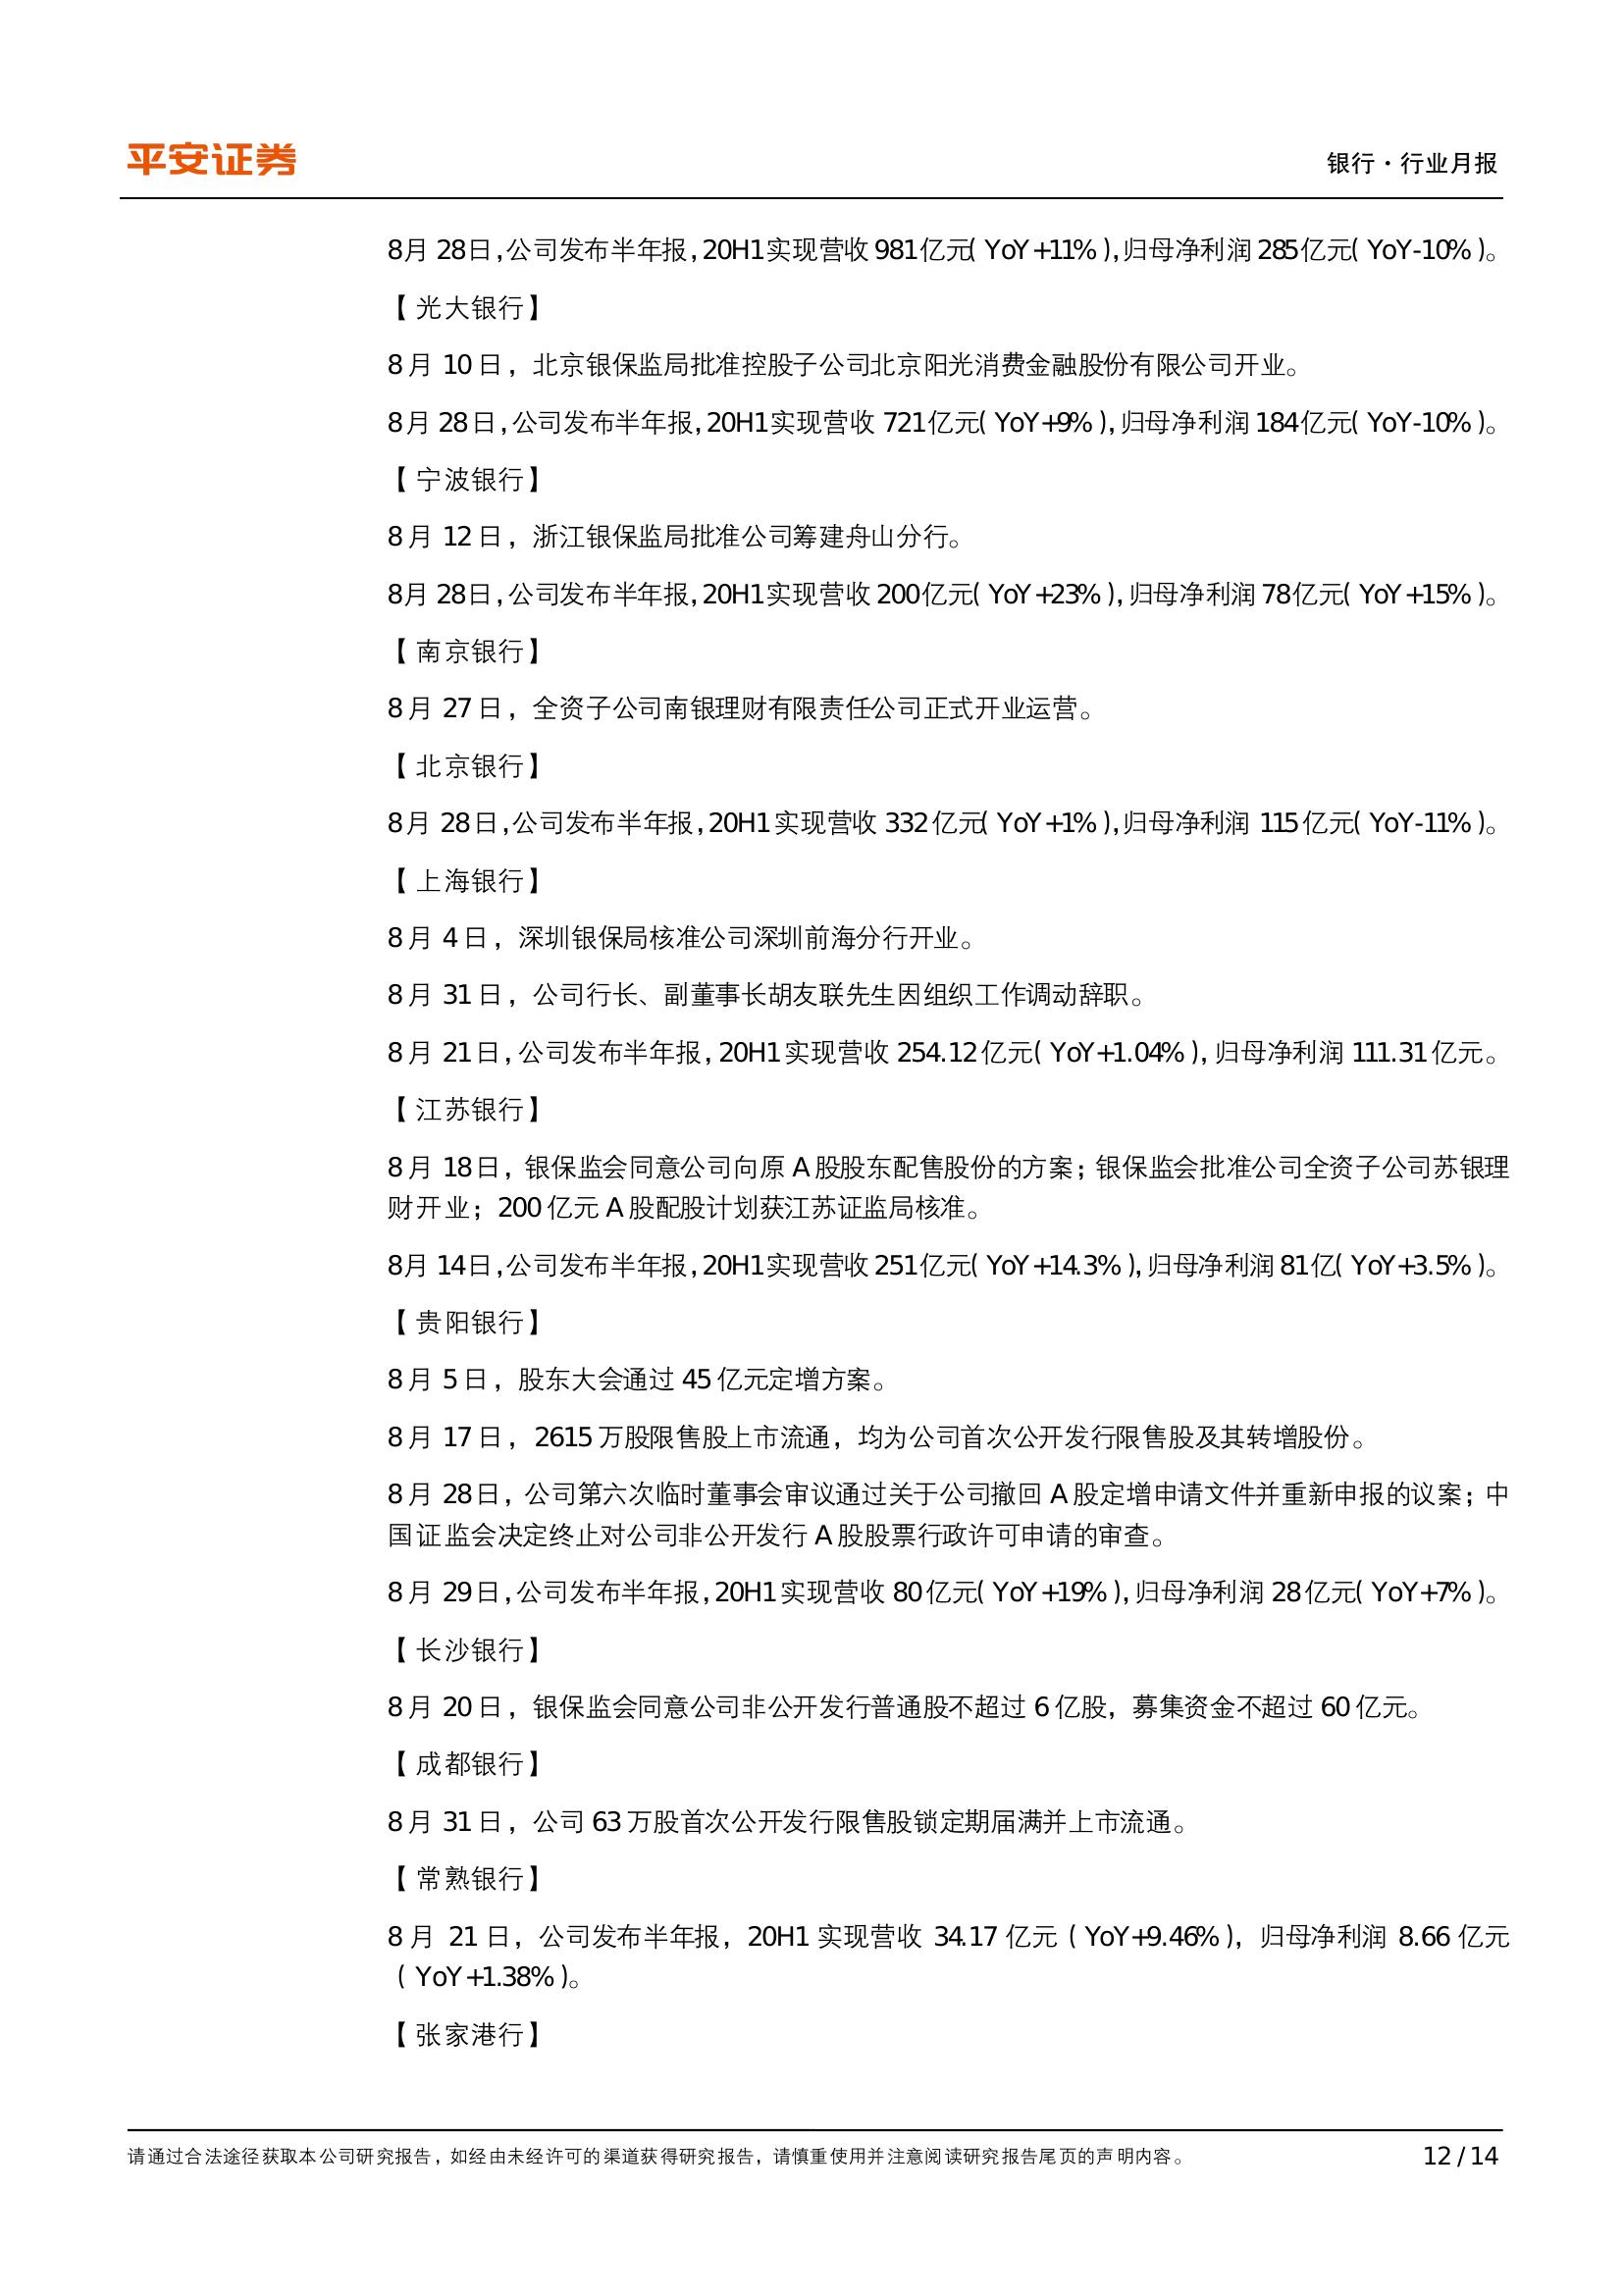 平安证券
银行·行业月报
8月28日,公司发布半年报,20H1实现营收981亿元(YoY+11%),归母净利润285亿元(YoY-10%)。
【光大银行】
8月10日，北京银保监局批准控股子公司北京阳光消费金融股份有限公司开业。
8月28日,公司发布半年报,20H1实现营收721亿元(YoY+9%),归母净利润184亿元(YoY-10%)。
【宁波银行】
8月12日，浙江银保监局批准公司筹建舟山分行。
8月28日,公司发布半年报,20H1实现营收200亿元(YoY+23%),归母净利润78亿元(YoY+15%)。
【南京银行】
8月27日，全资子公司南银理财有限责任公司正式开业运营。
【北京银行】
8月28日,公司发布半年报,20H1实现营收332亿元(YoY+1%),归母净利润115亿元(YoY-11%)。
【上海银行】
8月4日，深圳银保局核准公司深圳前海分行开业。
8月31日，公司行长、副董事长胡友联先生因组织工作调动辞职。
8月21日,公司发布半年报,20H1实现营收254.12亿元(YoY+1.04%),归母净利润111.31亿元。
【江苏银行】
8月18日，银保监会同意公司向原A股股东配售股份的方案；银保监会批准公司全资子公司苏银理
财开业；200亿元A股配股计划获江苏证监局核准。
8月14日,公司发布半年报,20H1实现营收251亿元(YoY+14.3%),归母净利润81亿(YoY+3.5%)。
【贵阳银行】
8月5日，股东大会通过45亿元定增方案。
8月17日，2615万股限售股上市流通，均为公司首次公开发行限售股及其转增股份。
8月28日，公司第六次临时董事会审议通过关于公司撤回A股定增申请文件并重新申报的议案；中
国证监会决定终止对公司非公开发行A股股票行政许可申请的审查。
8月29日,公司发布半年报,20H1实现营收80亿元(YoY+19%),归母净利润28亿元(YoY+7%)。
【长沙银行】
8月20日，银保监会同意公司非公开发行普通股不超过6亿股，募集资金不超过60亿元。
【成都银行】
8月31日，公司63万股首次公开发行限售股锁定期届满并上市流通。
【常熟银行】
8月21日，公司发布半年报，20H1实现营收34.17亿元(YoY+9.46%)，归母净利润8.66亿元
(YoY+1.38%)。
【张家港行】
请通过合法途径获取本公司研究报告，如经由未经许可的渠道获得研究报告，请慎重使用并注意阅读研究报告尾页的声明内容。
12 / 14